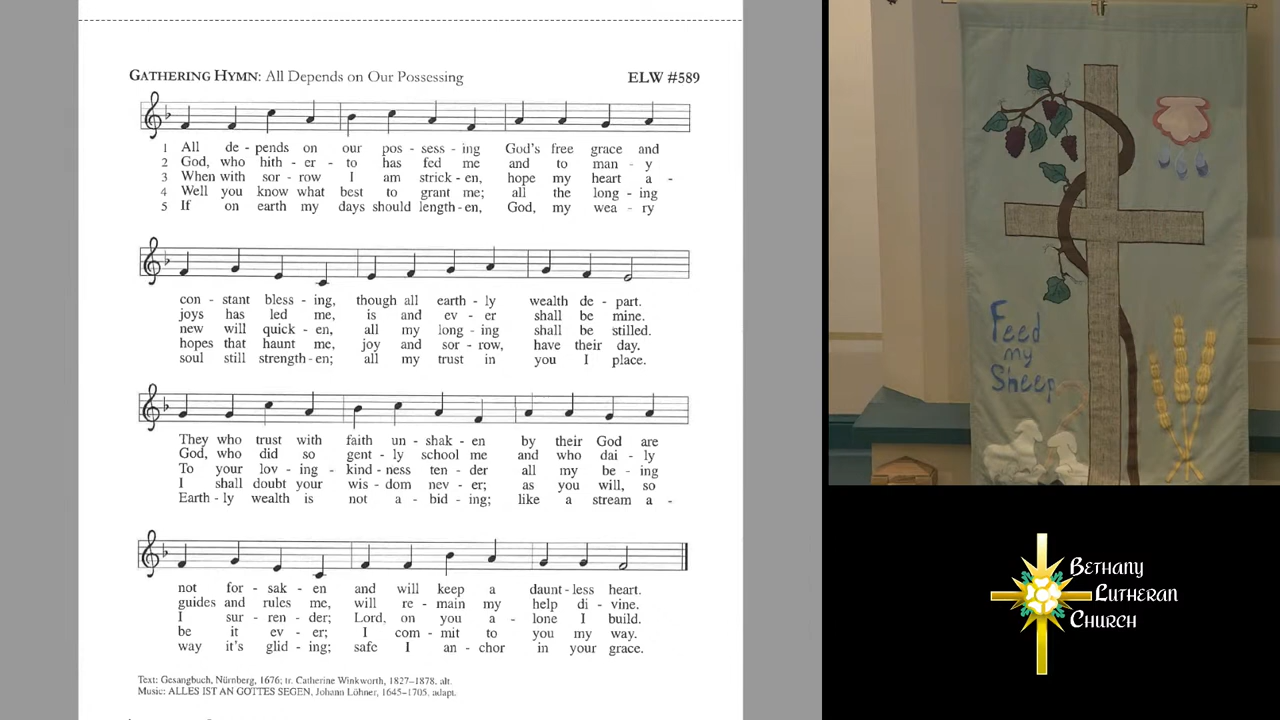 GATHERING HYMN: All Depends on Our Possessing ELW #589
1 All de - pends on our pos - sess - ing God's free grace and
2 God, who hith - er - to has fed me and to man - y
3 When with sor - row I am strick - en, hope my heart a -
4 Well you know what best to grant me; all the long - ing
5 If on earth my days should length - en, God, my wea - ry
con - stant bless - ing, though all earth - ly wealth de - part.
joys has led me, is and ev - er shall be mine.
new will quick - en, all my long - ing shall be stilled.
hopes that haunt me, joy and sor - row, have their day.
soul still strength - en; all my trust in you I place.
They who trust with faith un - shak - en by their God are
God, who did so gent - ly school me and who dai - ly
To your lov - ing - kind - ness ten - der all my be - ing
I shall doubt your wis - dom nev - er; as you will, so
Earth - ly wealth is not a - bid - ing; like a stream a -
not for - sak - en and will keep a daunt - less heart.
guides and rules me, will re - main my help di - vine.
I sur - ren - der; Lord, on you a - lone I build.
be it ev - er; I com - mit to you my way.
way it's glid - ing; safe I an - chor in your grace.
Text: Gesangbuch, Nürnberg, 1676; tr. Catherine Winkworth, 1827–1878, alt.
Music: ALLES IST AN GOTTES SEGEN, Johann Löhner, 1645–1705, adapt.
Feed
my
Sheep
Bethany
Lutheran
Church